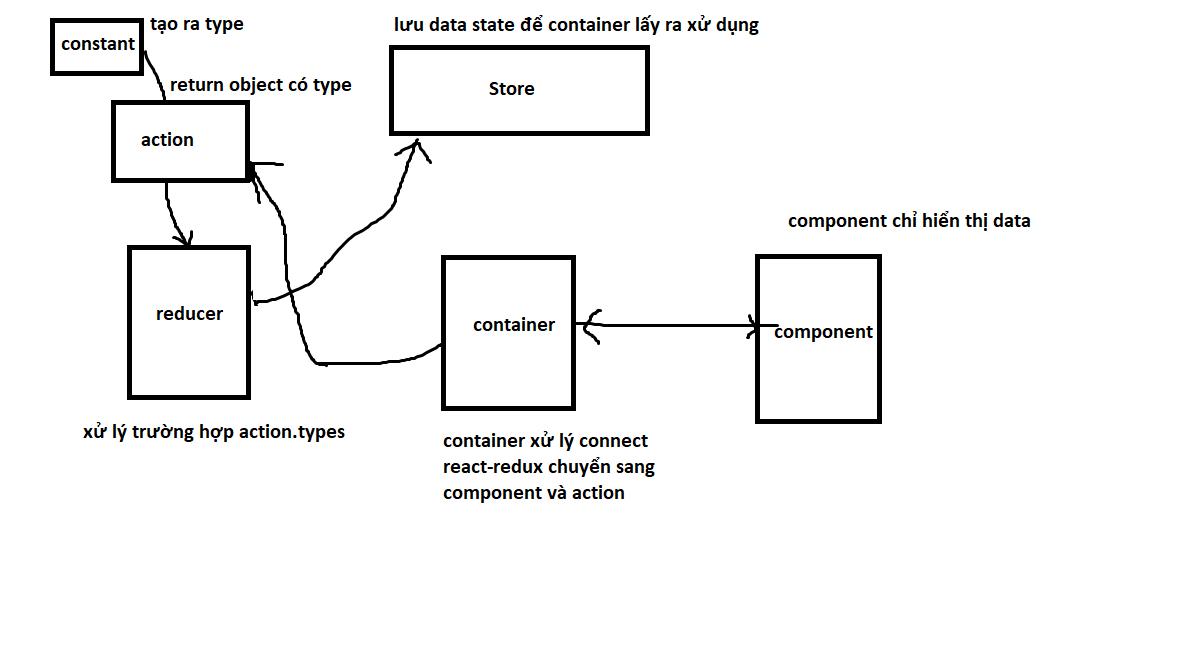 tạo ra type
constant
lưu data state để container lấy ra xử dụng
return object có type
Store
action
component chỉ hiển thị data
reducer
container
component
xử lý trường hợp action.types
container xử lý connect
react-redux chuyển sang
component và action